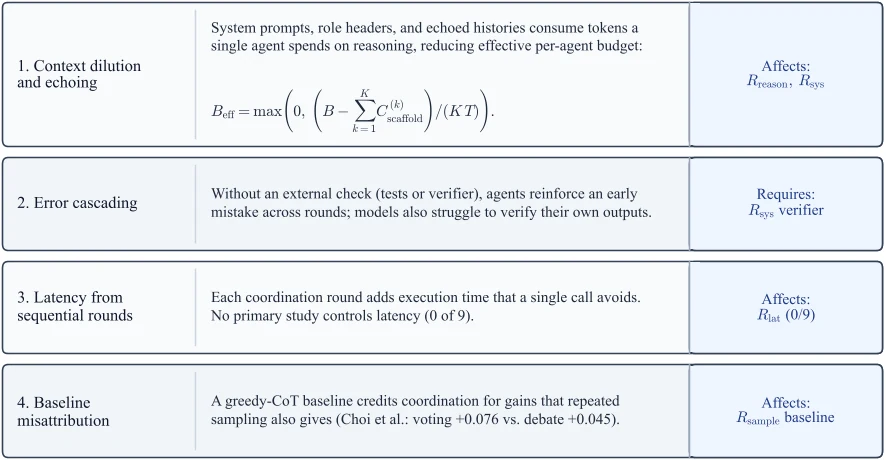 1. Context dilution
and echoing
System prompts, role headers, and echoed histories consume tokens a
single agent spends on reasoning, reducing effective per-agent budget:
B_eff = max(0, (B − ∑_{k=1}^{K} C_scaffold^{(k)})/(K T)).
Affects:
R_reason, R_sys
2. Error cascading
Without an external check (tests or verifier), agents reinforce an early
mistake across rounds; models also struggle to verify their own outputs.
Requires:
R_sys verifier
3. Latency from
sequential rounds
Each coordination round adds execution time that a single call avoids.
No primary study controls latency (0 of 9).
Affects:
R_lat (0/9)
4. Baseline
misattribution
A greedy-CoT baseline credits coordination for gains that repeated
sampling also gives (Choi et al.: voting +0.076 vs. debate +0.045).
Affects:
R_sample baseline